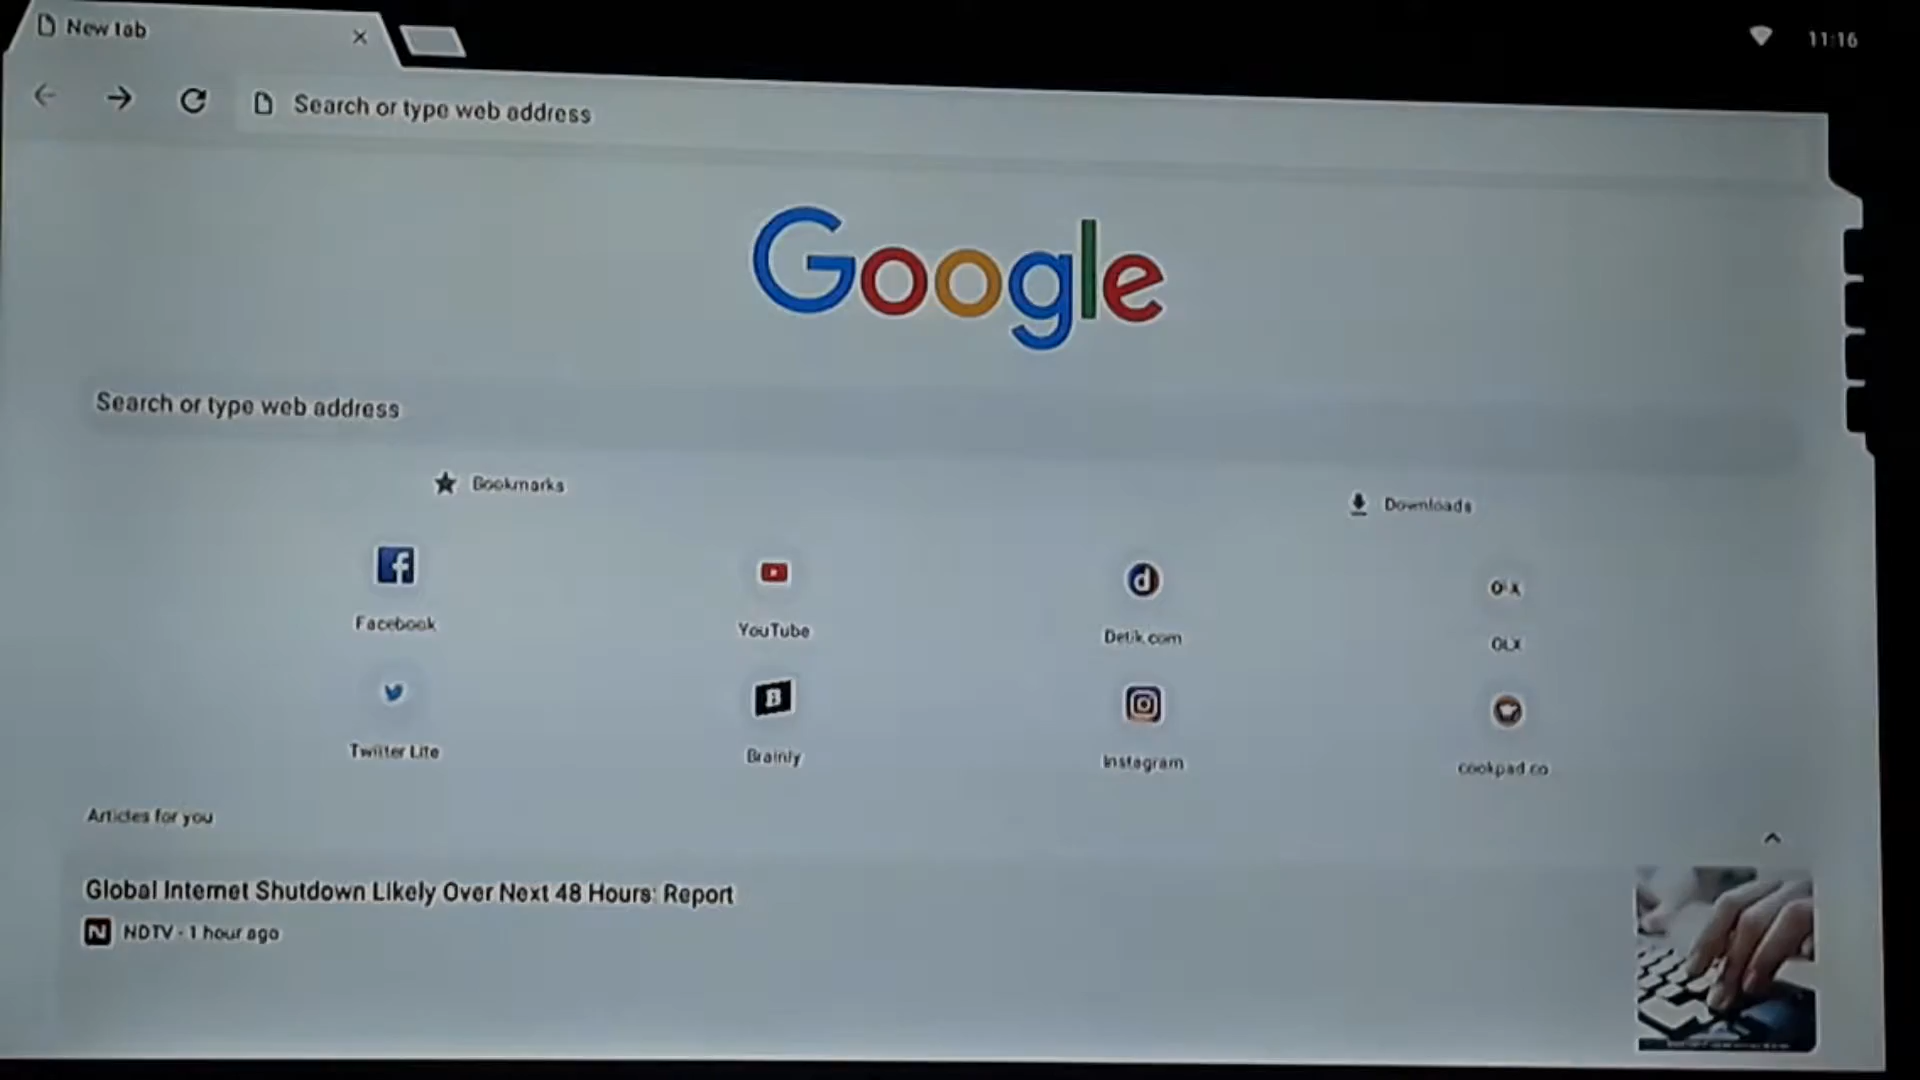 New tab
11:16
Search or type web address
Google
Search or type web address
Bookmarks
Downloads
Facebook
YouTube
Detik.com
OLX
OLX
Twitter Lite
Brainly
Instagram
cookpad.co
Articles for you
Global Internet Shutdown Likely Over Next 48 Hours: Report
NDTV - 1 hour ago